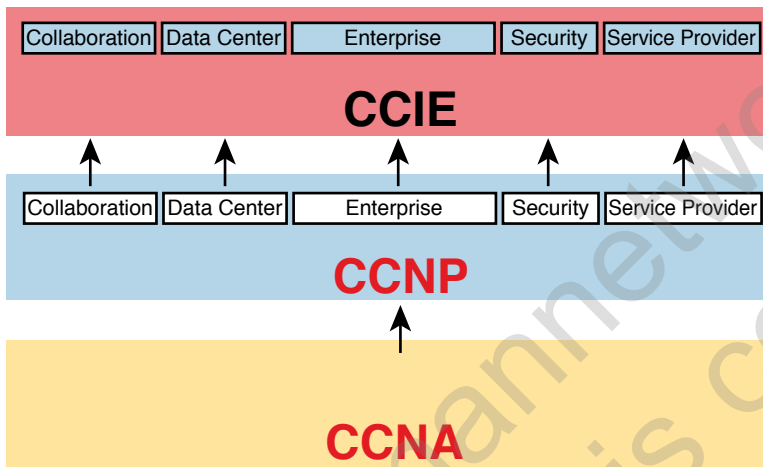 Collaboration Data Center Enterprise Security Service Provider
CCIE
Collaboration Data Center Enterprise Security Service Provider
CCNP
CCNA